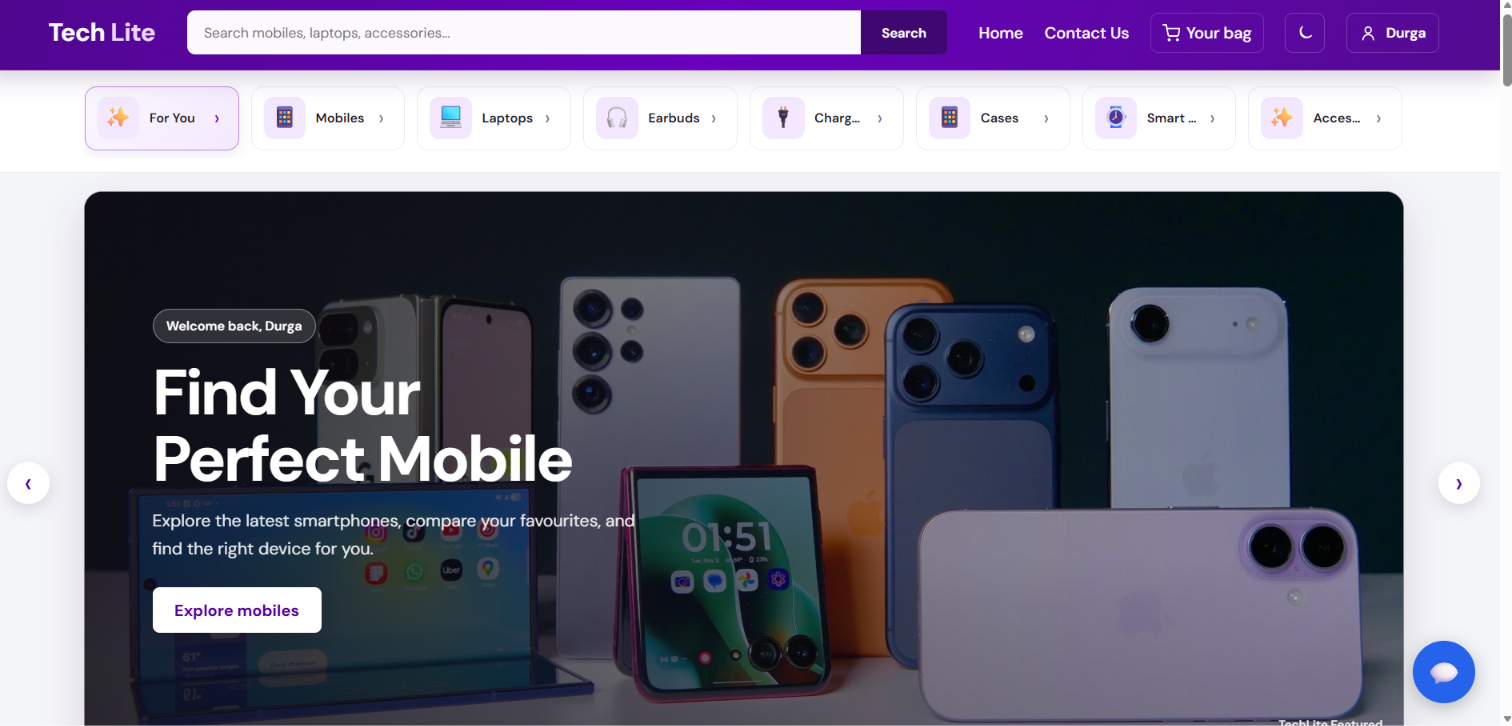 Tech Lite
Search mobiles, laptops, accessories...
Search
Home
Contact Us
Your bag
Durga
For You
Mobiles
Laptops
Earbuds
Charg...
Cases
Smart ...
Acces...
Welcome back, Durga
Find Your
Perfect Mobile
Explore the latest smartphones, compare your favourites, and
find the right device for you.
Explore mobiles
01:51
Uber
61°
TechLite Featured